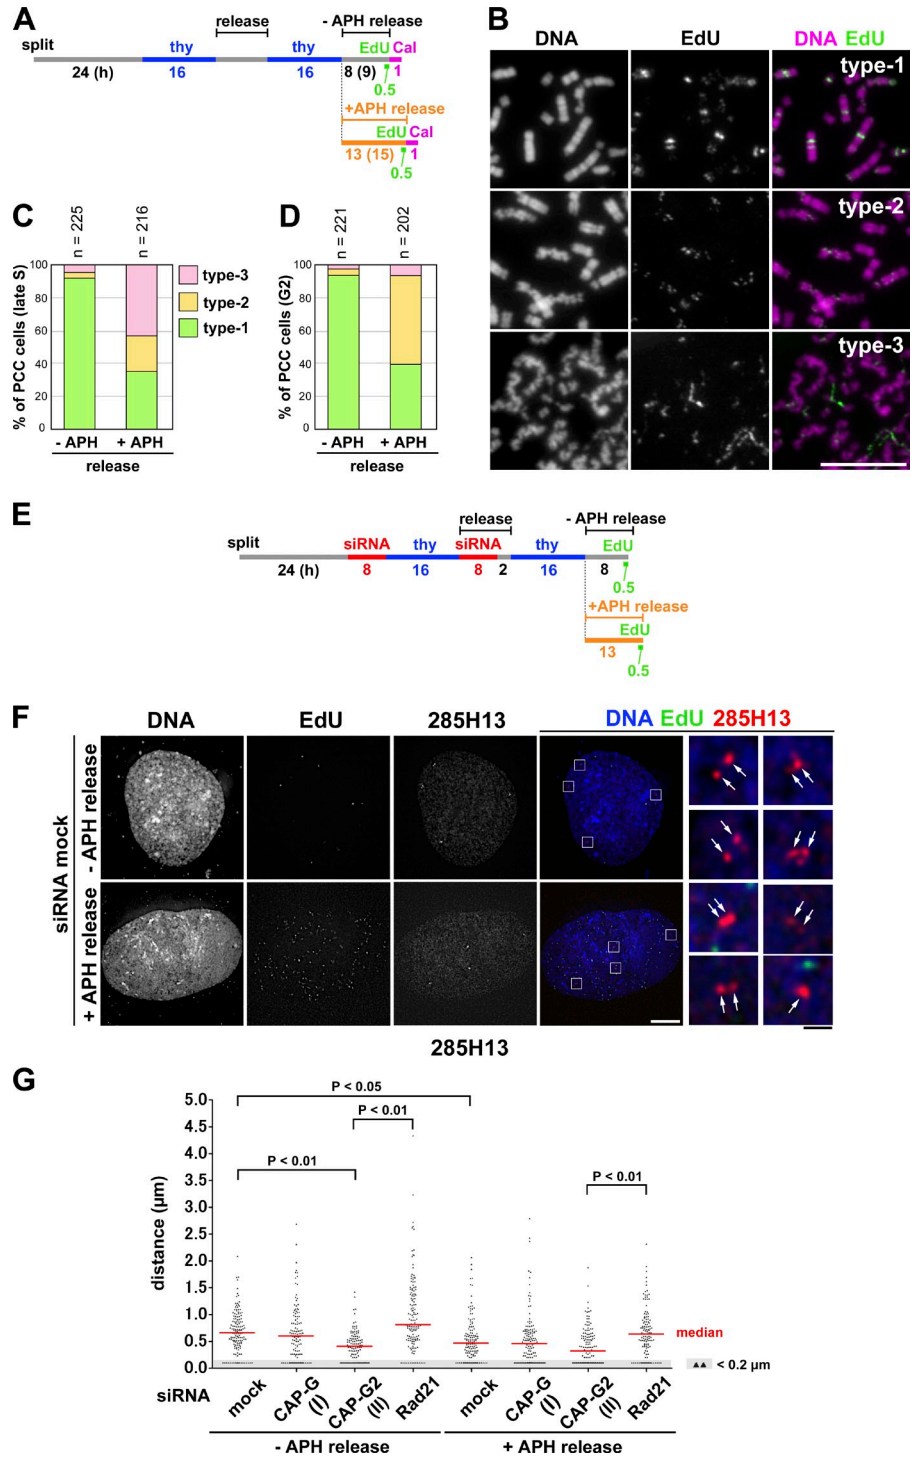 A
release
- APH release
split
thy
thy
EdU Cal
24 (h)
16
16
8 (9)
1
0.5
+APH release
EdU Cal
13 (15)
1
0.5
B
DNA
EdU
DNA EdU
type-1
type-2
type-3
C
n = 225
n = 216
% of PCC cells (late S)
100
80
60
40
20
0
- APH
+ APH
release
type-3
type-2
type-1
D
n = 221
n = 202
% of PCC cells (G2)
100
80
60
40
20
0
- APH
+ APH
release
E
release
- APH release
split
siRNA
thy
siRNA
thy
EdU
24 (h)
8
16
8
2
16
8
0.5
+APH release
EdU
13
0.5
F
DNA
EdU
285H13
DNA EdU 285H13
siRNA mock
- APH release
+ APH release
285H13
G
P < 0.05
P < 0.01
P < 0.01
P < 0.01
distance (µm)
5.0
4.5
4.0
3.5
3.0
2.5
2.0
1.5
1.0
0.5
0.0
median
< 0.2 µm
siRNA
mock
CAP-G
(I)
CAP-G2
(II)
Rad21
mock
CAP-G
(I)
CAP-G2
(II)
Rad21
- APH release
+ APH release